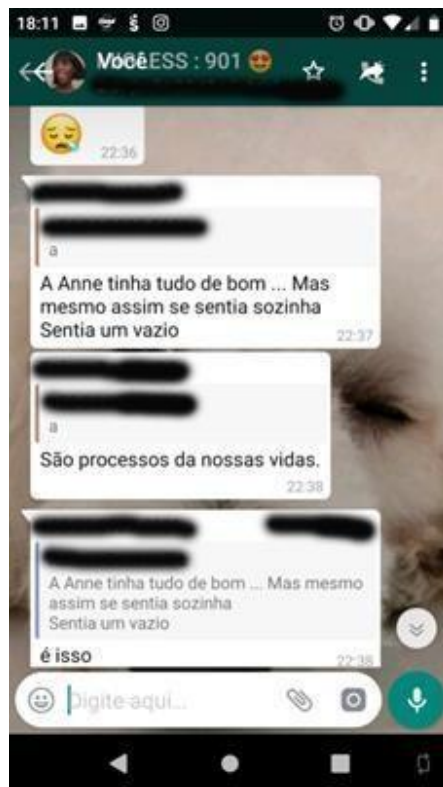 18:11
Você ESS : 901 😍
😪
22:36
a
A Anne tinha tudo de bom ... Mas
mesmo assim se sentia sozinha
Sentia um vazio
22:37
a
São processos da nossas vidas.
22:38
A Anne tinha tudo de bom ... Mas mesmo
assim se sentia sozinha
Sentia um vazio
é isso
22:38
Digite aqui...